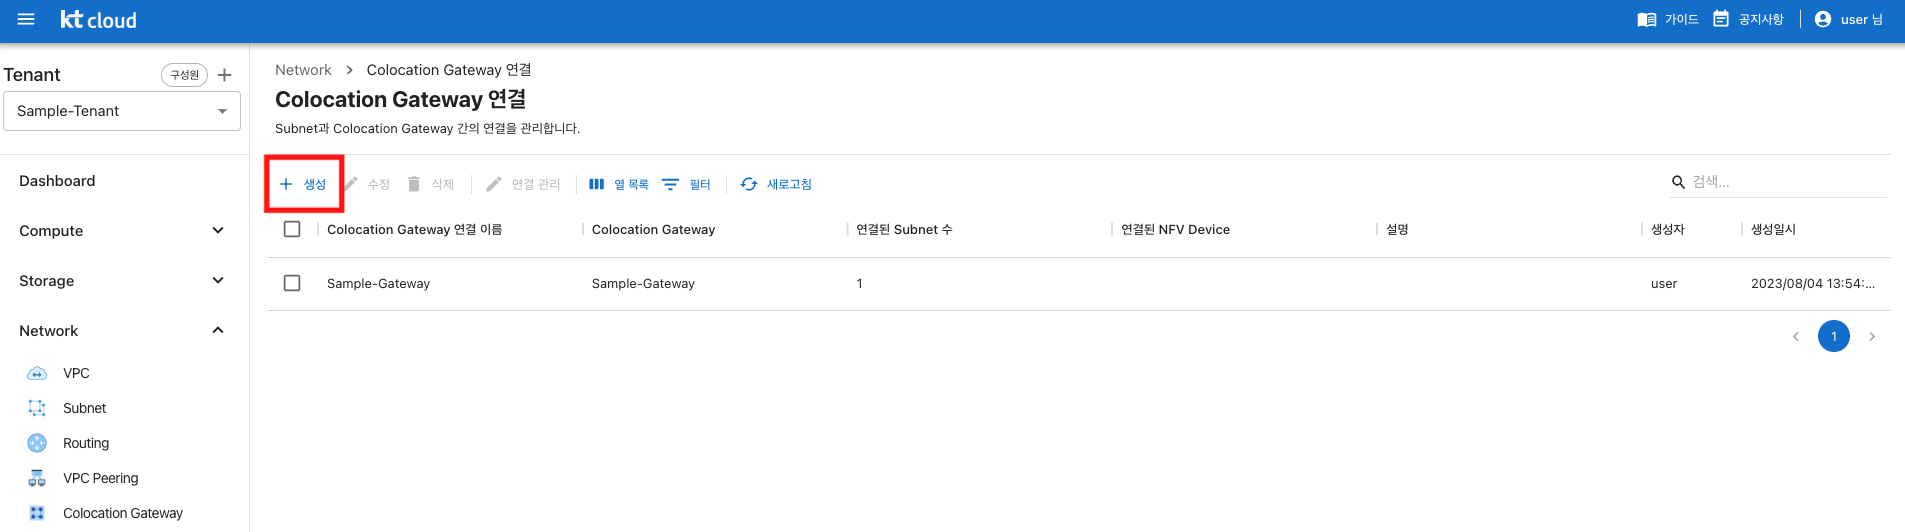 kt cloud
가이드
공지사항
user 님
Tenant
구성원
Sample-Tenant
Dashboard
Compute
Storage
Network
VPC
Subnet
Routing
VPC Peering
Colocation Gateway
Network > Colocation Gateway 연결
Colocation Gateway 연결
Subnet과 Colocation Gateway 간의 연결을 관리합니다.
생성 수정 삭제 연결 관리 열 목록 필터 새로고침 검색...
Colocation Gateway 연결 이름 Colocation Gateway 연결된 Subnet 수 연결된 NFV Device 설명 생성자 생성일시
Sample-Gateway Sample-Gateway 1 user 2023/08/04 13:54:...
1